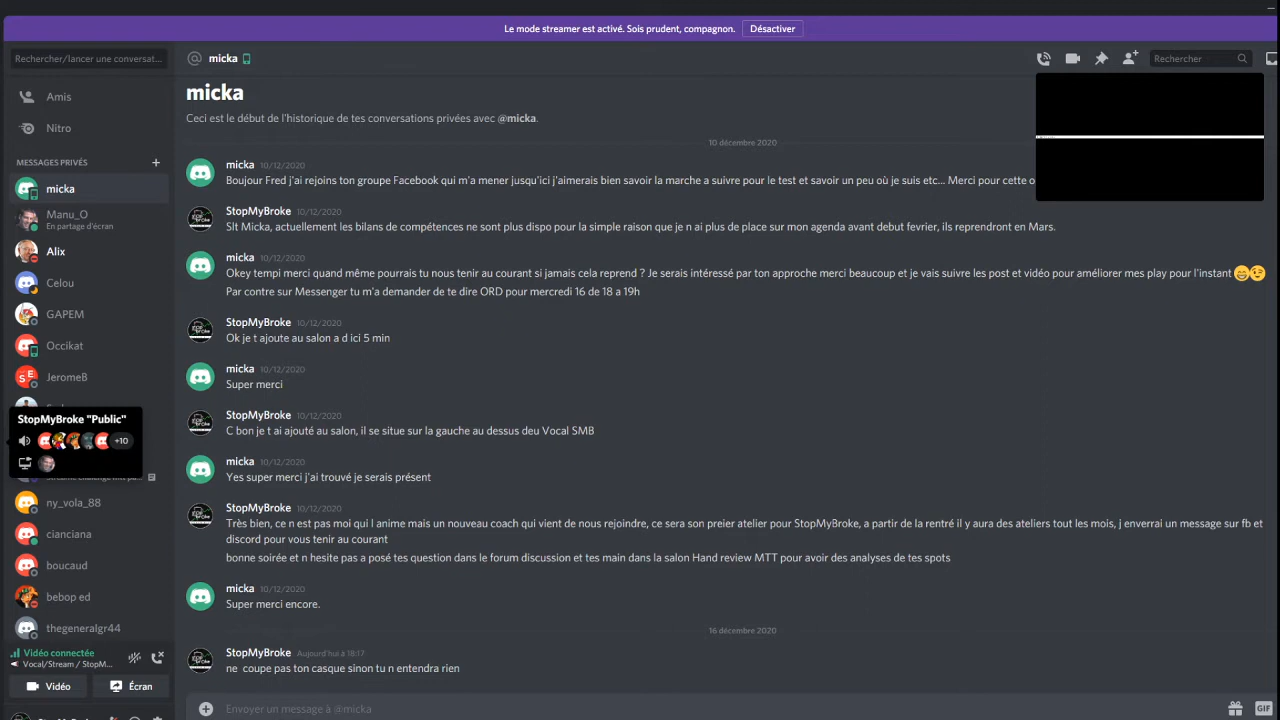 Le mode streamer est activé. Sois prudent, compagnon.
Désactiver
Rechercher/lancer une conversat...
@ micka
Rechercher
Amis
Nitro
MESSAGES PRIVÉS +
micka
Manu_O
En partage d'écran
Alix
Celou
GAPEM
Occikat
JeromeB
StopMyBroke "Public"
+10
ny_vola_88
cianciana
boucaud
bebop ed
thegeneralgr44
Vidéo connectée
Vocal/Stream / StopM...
Vidéo
Écran
micka
Ceci est le début de l'historique de tes conversations privées avec @micka.
10 décembre 2020
micka 10/12/2020
Boujour Fred j'ai rejoins ton groupe Facebook qui m'a mener jusqu'ici j'aimerais bien savoir la marche a suivre pour le test et savoir un peu où je suis etc... Merci pour cette o
StopMyBroke 10/12/2020
Slt Micka, actuellement les bilans de compétences ne sont plus dispo pour la simple raison que je n ai plus de place sur mon agenda avant debut fevrier, ils reprendront en Mars.
micka 10/12/2020
Okey tempi merci quand même pourrais tu nous tenir au courant si jamais cela reprend ? Je serais intéressé par ton approche merci beaucoup et je vais suivre les post et vidéo pour améliorer mes play pour l'instant 😄😉
Par contre sur Messenger tu m'a demander de te dire ORD pour mercredi 16 de 18 a 19h
StopMyBroke 10/12/2020
Ok je t ajoute au salon a d ici 5 min
micka 10/12/2020
Super merci
StopMyBroke 10/12/2020
C bon je t ai ajouté au salon, il se situe sur la gauche au dessus deu Vocal SMB
micka 10/12/2020
Yes super merci j'ai trouvé je serais présent
StopMyBroke 10/12/2020
Très bien, ce n est pas moi qui l anime mais un nouveau coach qui vient de nous rejoindre, ce sera son preier atelier pour StopMyBroke, a partir de la rentré il y aura des ateliers tout les mois, j enverrai un message sur fb et
discord pour vous tenir au courant
bonne soirée et n hesite pas a posé tes question dans le forum discussion et tes main dans la salon Hand review MTT pour avoir des analyses de tes spots
micka 10/12/2020
Super merci encore.
16 décembre 2020
StopMyBroke Aujourd'hui à 18:17
ne coupe pas ton casque sinon tu n entendra rien
Envoyer un message à @micka
GIF